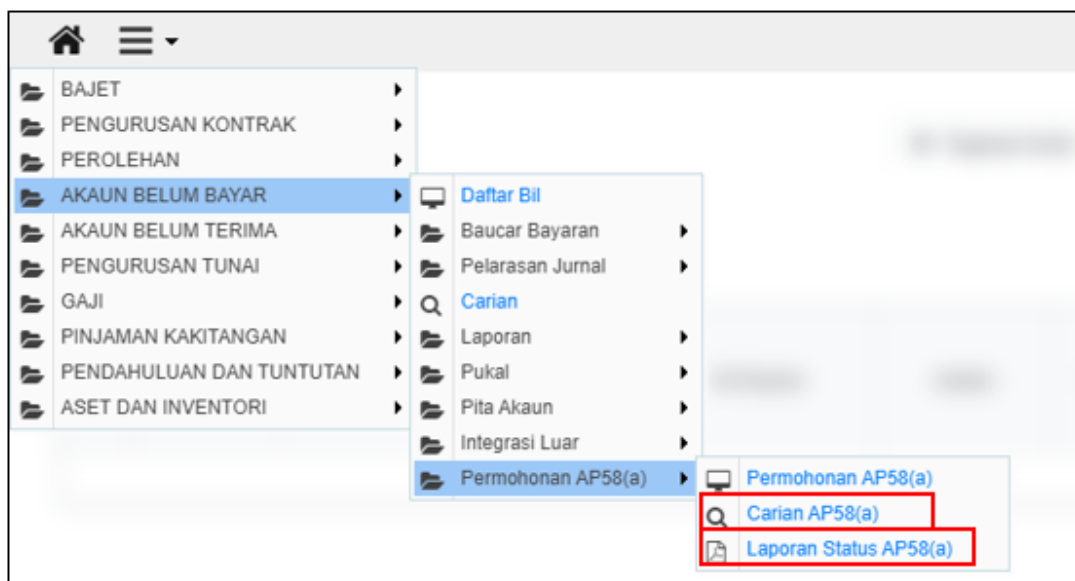 BAJET
PENGURUSAN KONTRAK
PEROLEHAN
AKAUN BELUM BAYAR
AKAUN BELUM TERIMA
PENGURUSAN TUNAI
GAJI
PINJAMAN KAKITANGAN
PENDAHULUAN DAN TUNTUTAN
ASET DAN INVENTORI
Daftar Bil
Baucar Bayaran
Pelarasan Jurnal
Carian
Laporan
Pukal
Pita Akaun
Integrasi Luar
Permohonan AP58(a)
Permohonan AP58(a)
Carian AP58(a)
Laporan Status AP58(a)